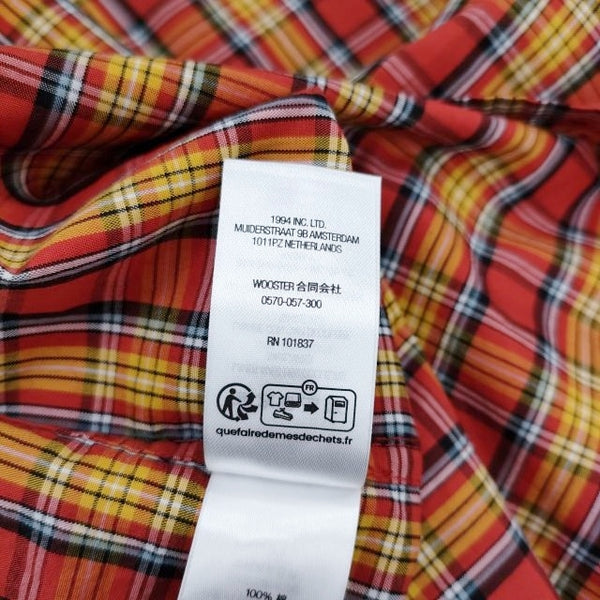 1994 INC. LTD.
MUIDERSTRAAT 9B AMSTERDAM
1011PZ NETHERLANDS
WOOSTER 合同会社
0570-057-300
RN 101837
FR
quefairedemesdechets.fr
100% 綿